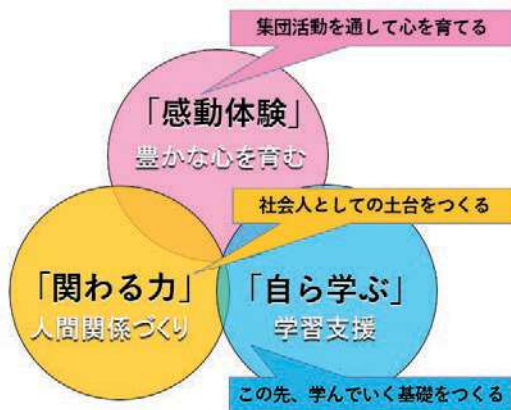 集団活動を通して心を育てる
「感動体験」
豊かな心を育む
社会人としての土台をつくる
「関わる力」
人間関係づくり
「自ら学ぶ」
学習支援
この先、学んでいく基礎をつくる